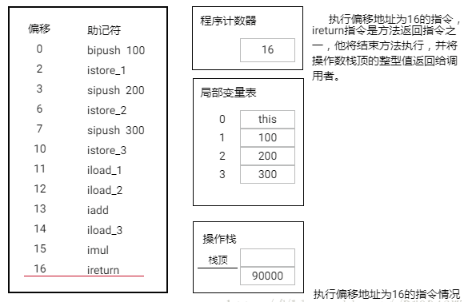 偏移 助记符
0 bipush 100
2 istore_1
3 sipush 200
6 istore_2
7 sipush 300
10 istore_3
11 iload_1
12 iload_2
13 iadd
14 iload_3
15 imul
16 ireturn
程序计数器
16
局部变量表
0 this
1 100
2 200
3 300
操作栈
栈顶
90000
执行偏移地址为16的指令，
ireturn指令是方法返回指令之
一，他将结束方法执行，并将
操作数栈顶的整型值返回给调
用者。
执行偏移地址为16的指令情况